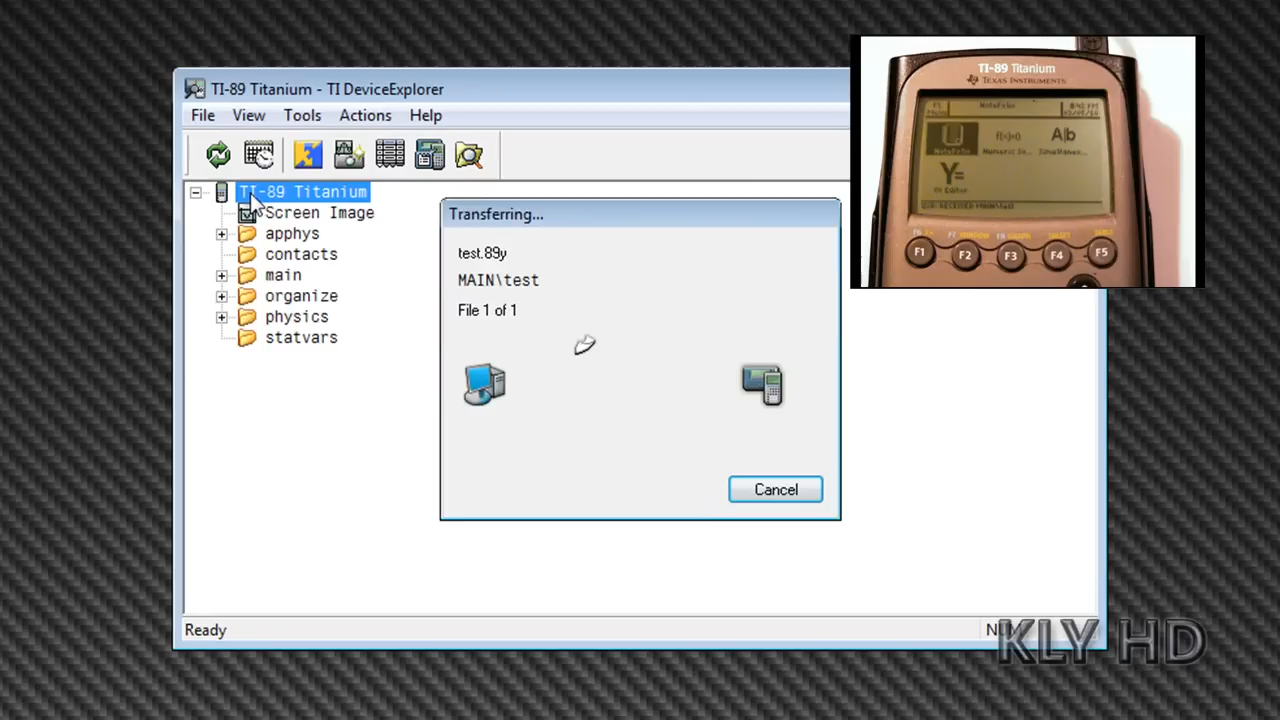 TI-89 Titanium - TI DeviceExplorer
File View Tools Actions Help
TI-89 Titanium
Screen Image
apphys
contacts
main
organize
physics
statvars
Transferring...
test.89y
MAIN\test
File 1 of 1
Cancel
Ready
TI-89 Titanium
TEXAS INSTRUMENTS
NoteFolio
f(x)=0 A|b
Y=
F1 F2 F3 F4 F5
KLY HD